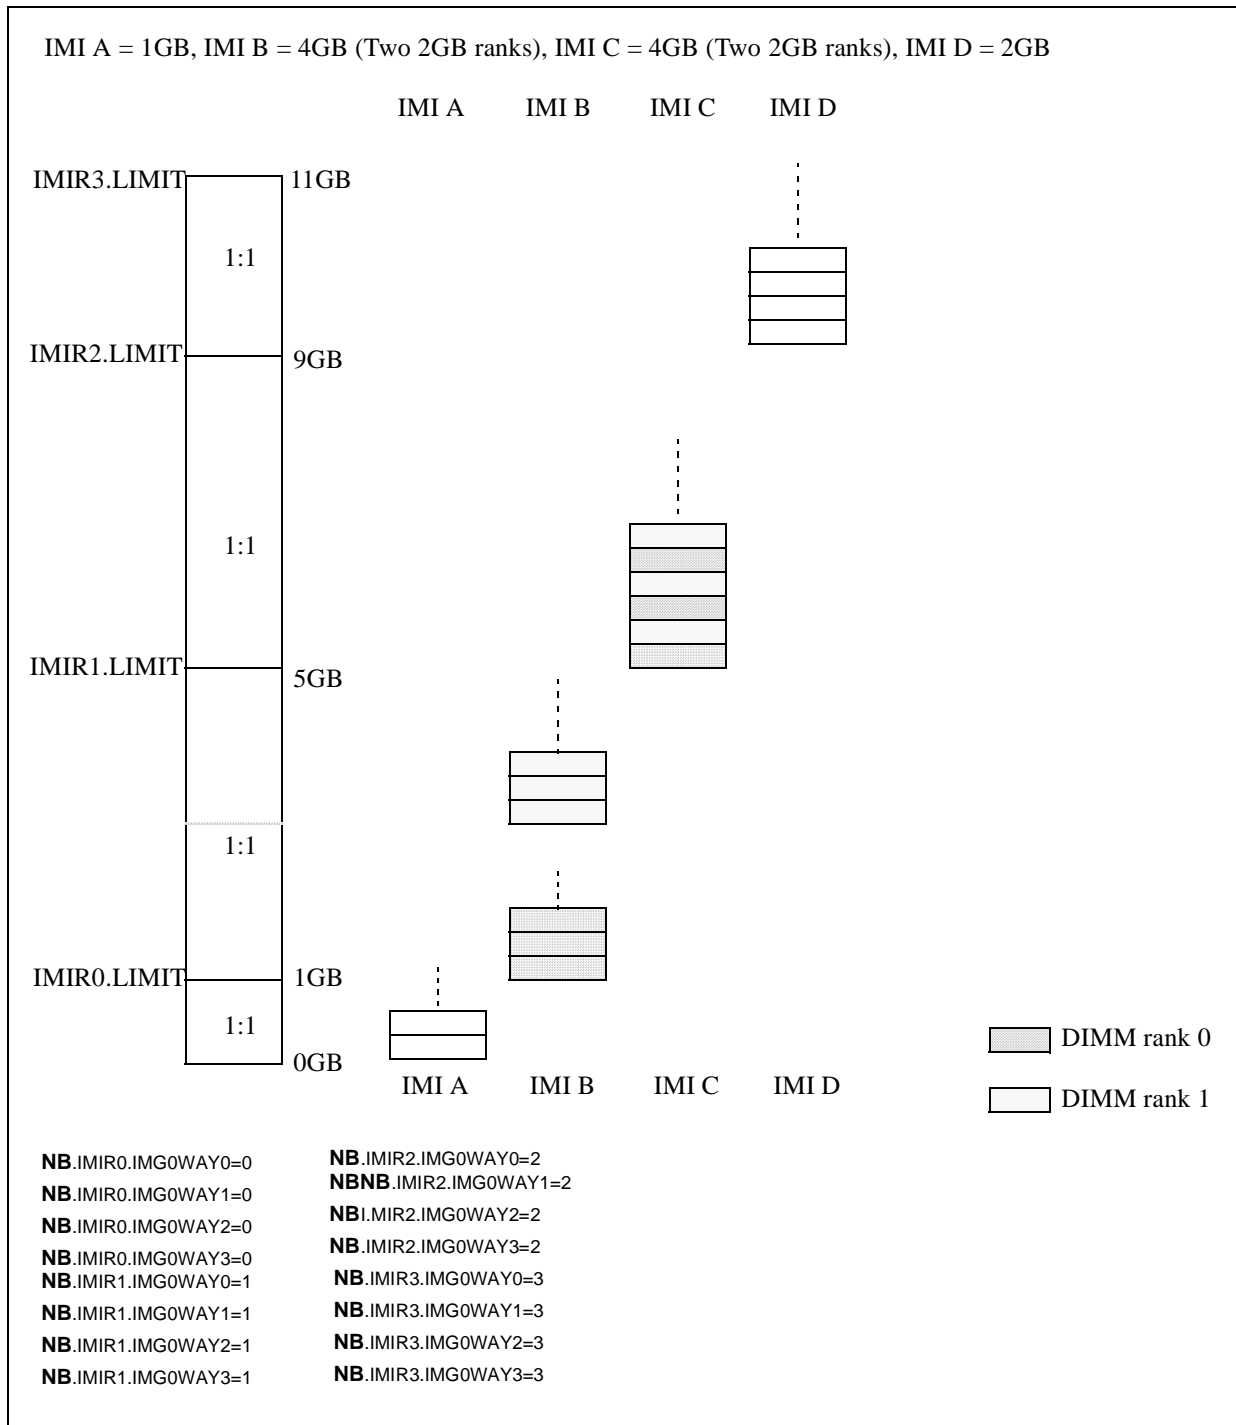 IMI A = 1GB, IMI B = 4GB (Two 2GB ranks), IMI C = 4GB (Two 2GB ranks), IMI D = 2GB
IMI A IMI B IMI C IMI D
IMIR3.LIMIT 11GB
1:1
IMIR2.LIMIT 9GB
1:1
IMIR1.LIMIT 5GB
1:1
IMIR0.LIMIT 1GB
1:1
0GB
DIMM rank 0
IMI A IMI B IMI C IMI D
DIMM rank 1
NB.IMIR0.IMG0WAY0=0
NB.IMIR0.IMG0WAY1=0
NB.IMIR0.IMG0WAY2=0
NB.IMIR0.IMG0WAY3=0
NB.IMIR1.IMG0WAY0=1
NB.IMIR1.IMG0WAY1=1
NB.IMIR1.IMG0WAY2=1
NB.IMIR1.IMG0WAY3=1
NB.IMIR2.IMG0WAY0=2
NBNB.IMIR2.IMG0WAY1=2
NBI.MIR2.IMG0WAY2=2
NB.IMIR2.IMG0WAY3=2
NB.IMIR3.IMG0WAY0=3
NB.IMIR3.IMG0WAY1=3
NB.IMIR3.IMG0WAY2=3
NB.IMIR3.IMG0WAY3=3